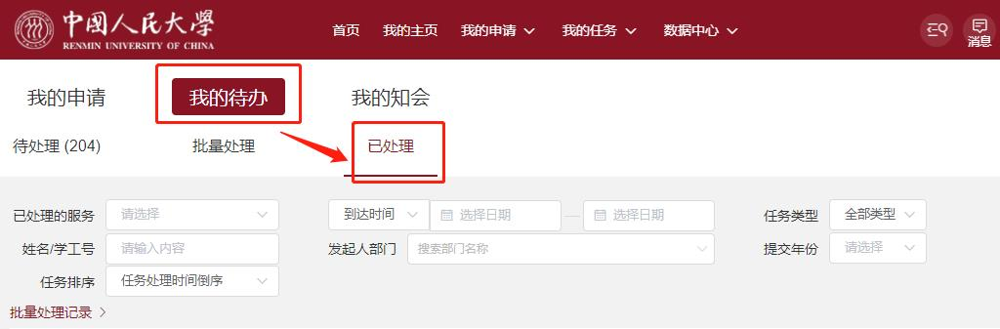 中國人民大學
RENMIN UNIVERSITY OF CHINA
首页 我的主页 我的申请 我的任务 数据中心 消息
我的申请 我的待办 我的知会
待处理 (204) 批量处理 已处理
已处理的服务 请选择 到达时间 选择日期 — 选择日期 任务类型 全部类型
姓名/学工号 请输入内容 发起人部门 搜索部门名称 提交年份 请选择
任务排序 任务处理时间倒序
批量处理记录 >